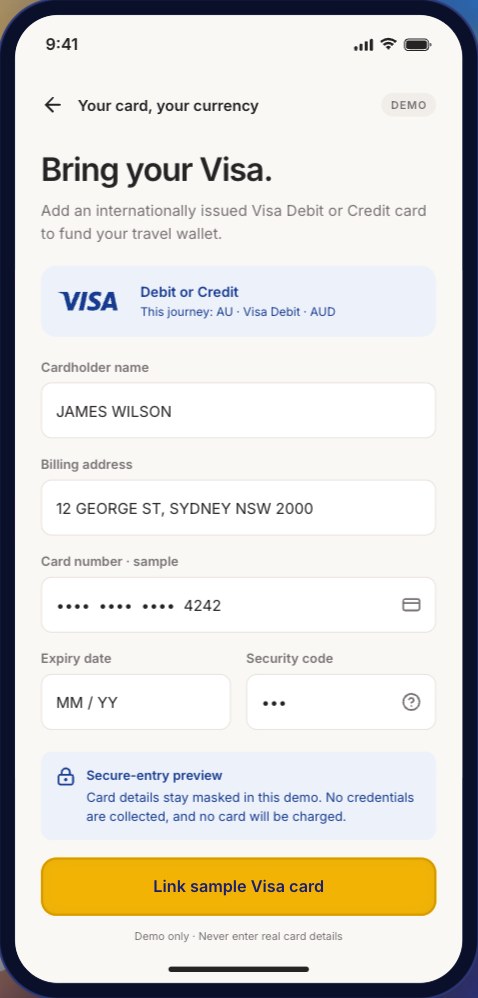 9:41
Your card, your currency
DEMO
Bring your Visa.
Add an internationally issued Visa Debit or Credit card
to fund your travel wallet.
VISA
Debit or Credit
This journey: AU · Visa Debit · AUD
Cardholder name
JAMES WILSON
Billing address
12 GEORGE ST, SYDNEY NSW 2000
Card number · sample
•••• •••• •••• 4242
Expiry date
Security code
MM / YY
•••
Secure-entry preview
Card details stay masked in this demo. No credentials
are collected, and no card will be charged.
Link sample Visa card
Demo only · Never enter real card details